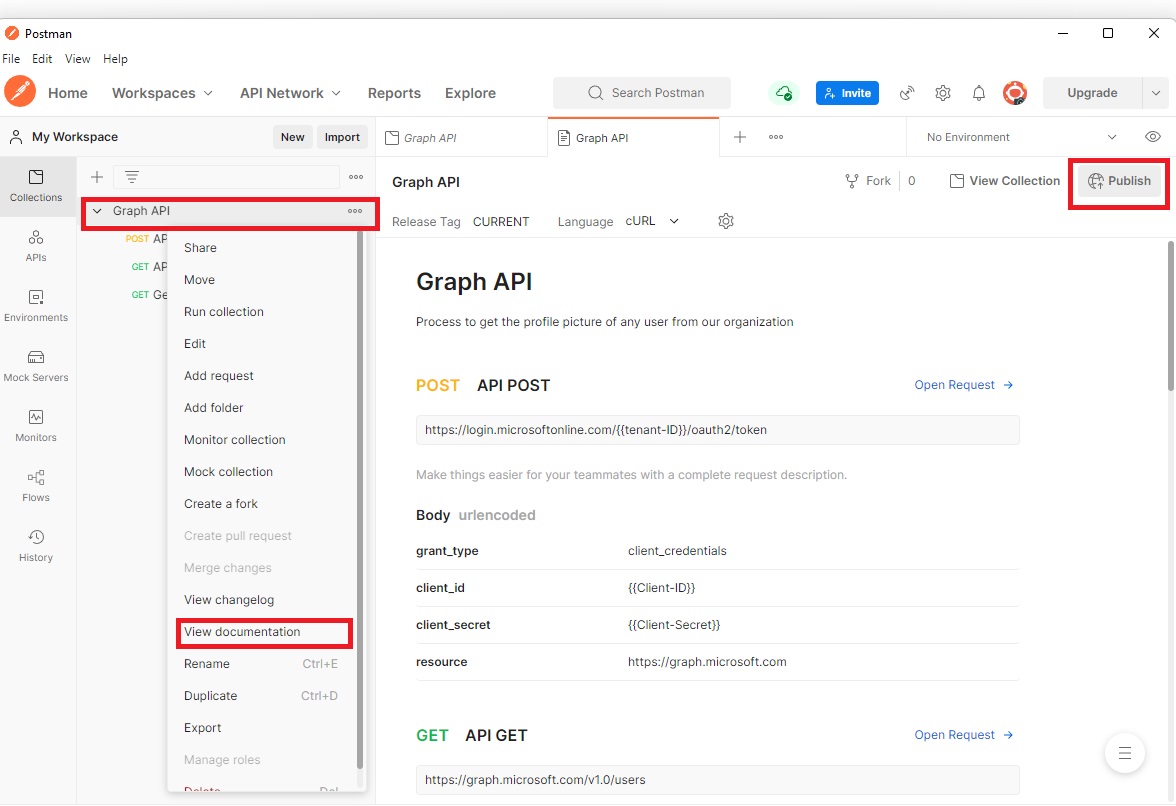 Postman
File Edit View Help
Home Workspaces API Network Reports Explore Search Postman Invite Upgrade
My Workspace New Import Graph API Graph API No Environment
Collections
APIs
Environments
Mock Servers
Monitors
Flows
History
Graph API
POST AP
GET AP
GET Ge
Share
Move
Run collection
Edit
Add request
Add folder
Monitor collection
Mock collection
Create a fork
Create pull request
Merge changes
View changelog
View documentation
Rename Ctrl+E
Duplicate Ctrl+D
Export
Manage roles
Delete Del
Graph API Fork 0 View Collection Publish
Release Tag CURRENT Language cURL
Graph API
Process to get the profile picture of any user from our organization
POST API POST Open Request →
https://login.microsoftonline.com/{{tenant-ID}}/oauth2/token
Make things easier for your teammates with a complete request description.
Body urlencoded
grant_type client_credentials
client_id {{Client-ID}}
client_secret {{Client-Secret}}
resource https://graph.microsoft.com
GET API GET Open Request →
https://graph.microsoft.com/v1.0/users